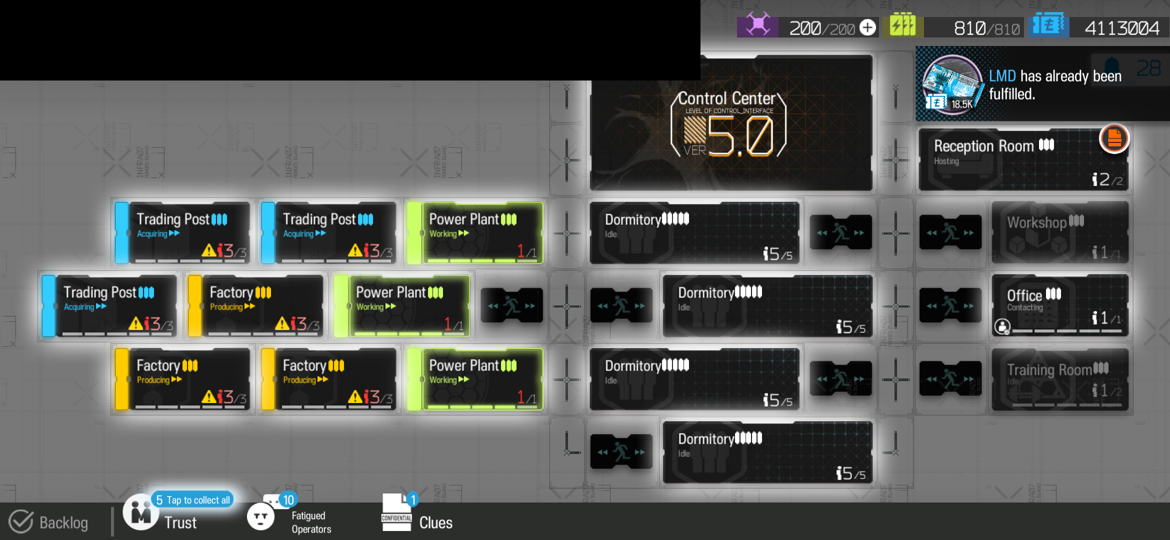 200/200
810/810
4113004
28
LMD has already been
fulfilled.
18.5K
Control Center
LEVEL OF CONTROL_INTERFACE
VER 5.0
Reception Room
Hosting
2/2
Trading Post
Acquiring
3/3
Trading Post
Acquiring
3/3
Power Plant
Working
1/1
Dormitory
Idle
5/5
Workshop
1/1
Trading Post
Acquiring
3/3
Factory
Producing
3/3
Power Plant
Working
1/1
Dormitory
Idle
5/5
Office
Contacting
1/1
Factory
Producing
3/3
Factory
Producing
3/3
Power Plant
Working
1/1
Dormitory
Idle
5/5
Training Room
Idle
1/2
Dormitory
Idle
5/5
Backlog
5 Tap to collect all
Trust
10
Fatigued
Operators
1
CONFIDENTIAL
Clues